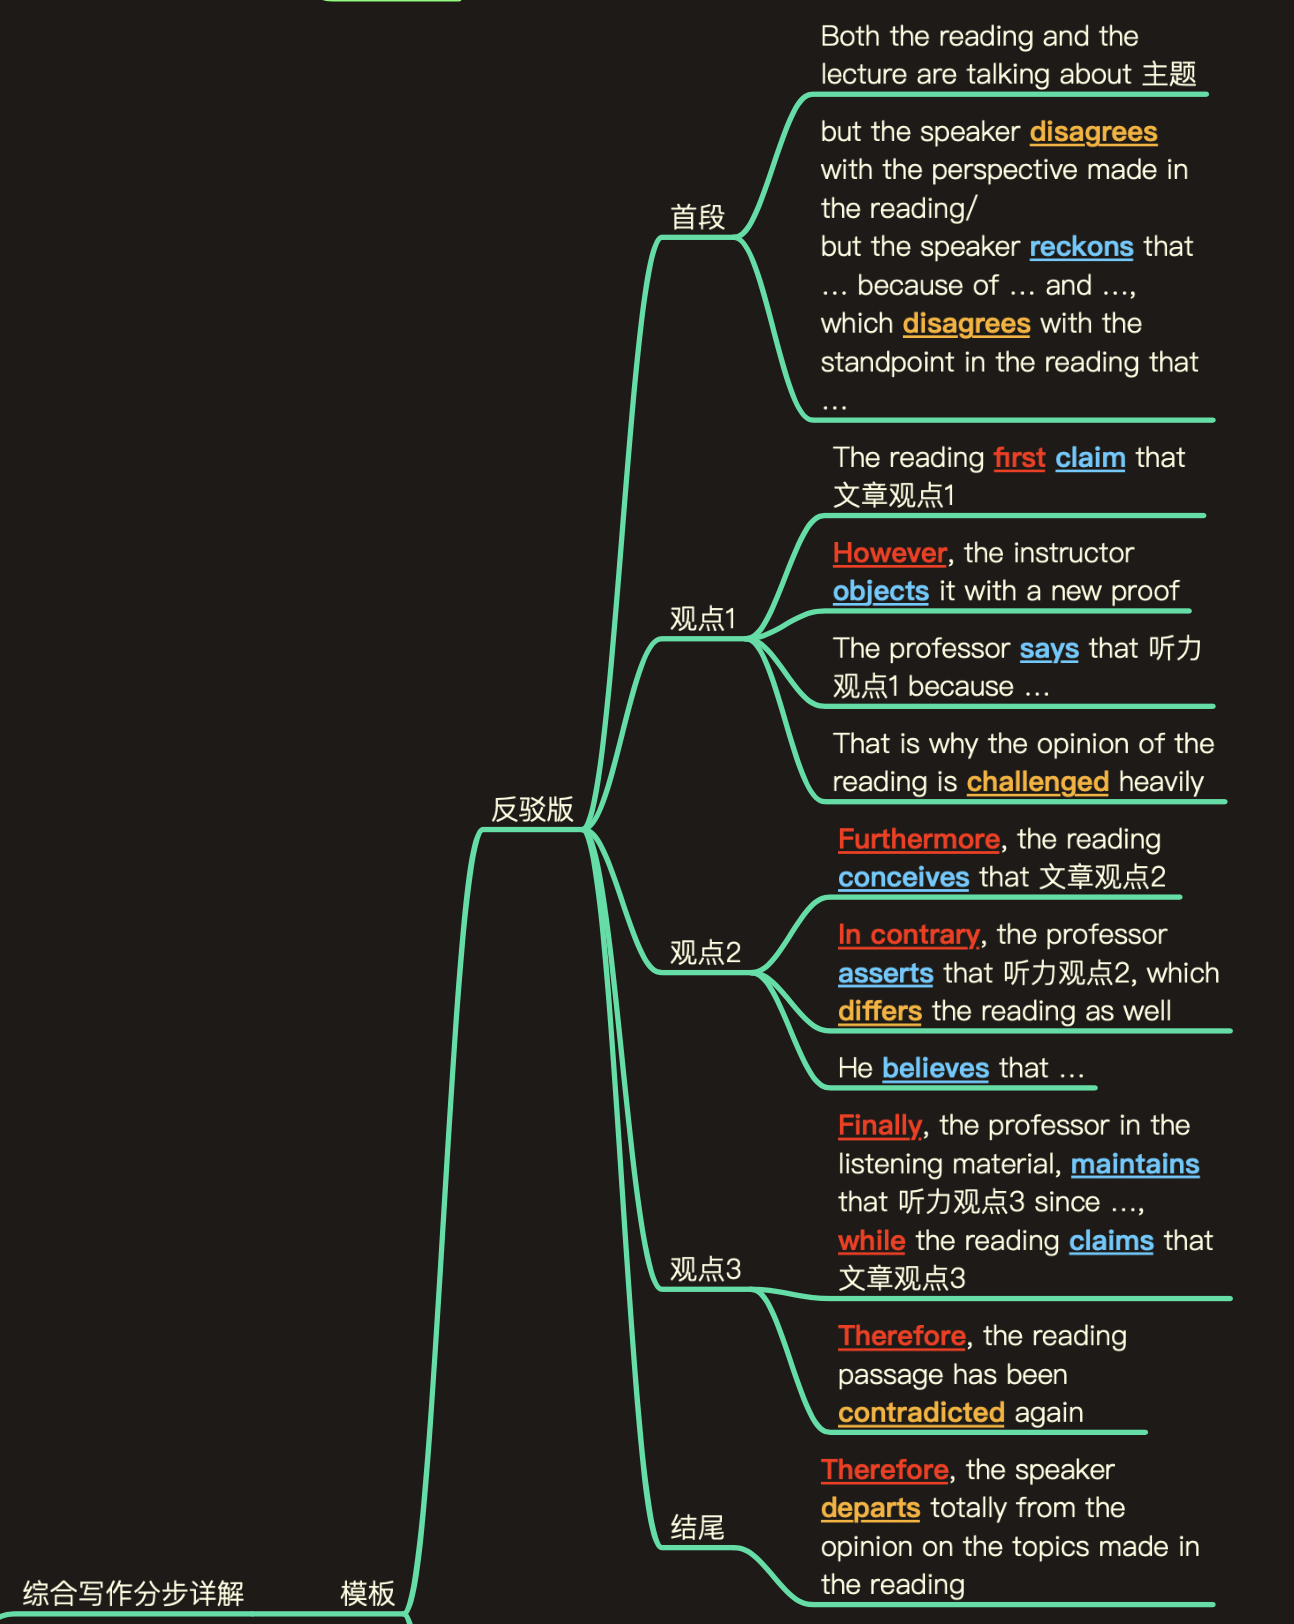 Both the reading and the
lecture are talking about 主题
but the speaker disagrees
with the perspective made in
the reading/
but the speaker reckons that
... because of ... and ...,
which disagrees with the
standpoint in the reading that
...
首段
The reading first claim that
文章观点1
However, the instructor
objects it with a new proof
观点1
The professor says that 听力
观点1 because ...
That is why the opinion of the
reading is challenged heavily
反驳版
Furthermore, the reading
conceives that 文章观点2
观点2
In contrary, the professor
asserts that 听力观点2, which
differs the reading as well
He believes that ...
Finally, the professor in the
listening material, maintains
that 听力观点3 since ...,
while the reading claims that
文章观点3
观点3
Therefore, the reading
passage has been
contradicted again
Therefore, the speaker
departs totally from the
opinion on the topics made in
the reading
结尾
综合写作分步详解
模板